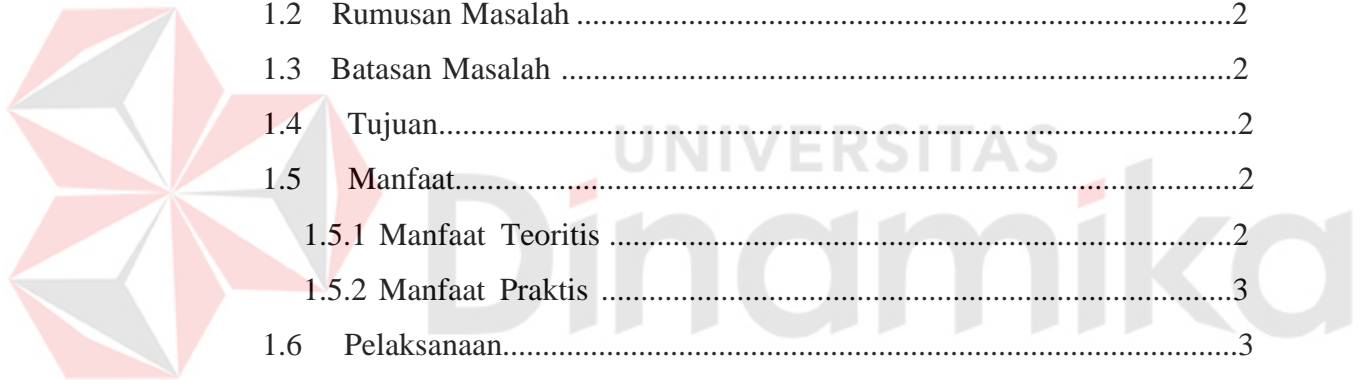 1.2 Rumusan Masalah ...........................................................................................2
1.3 Batasan Masalah .............................................................................................2
1.4 Tujuan..............................................................................................................2
UNIVERSITAS
1.5 Manfaat............................................................................................................2
Dinamika
1.5.1 Manfaat Teoritis .......................................................................................2
1.5.2 Manfaat Praktis ........................................................................................3
1.6 Pelaksanaan.....................................................................................................3